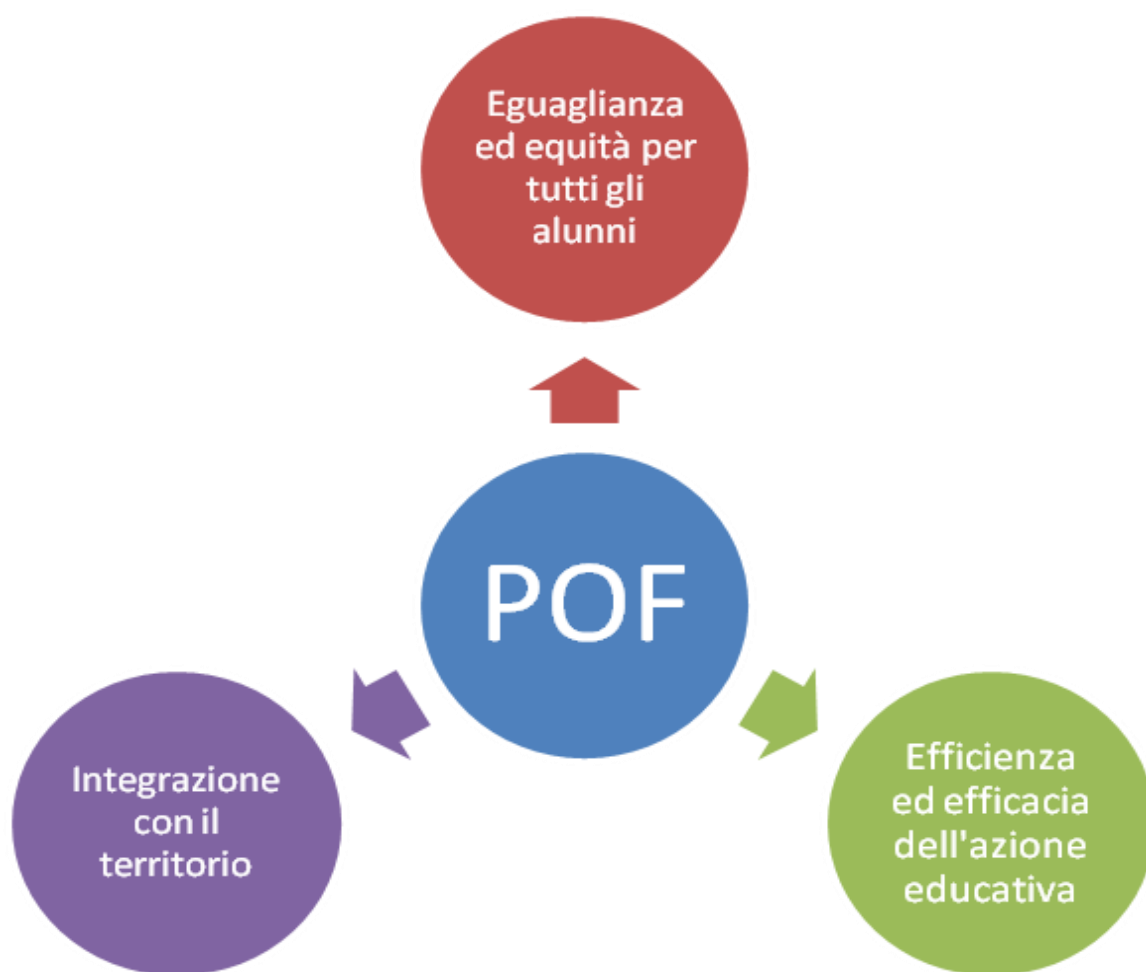 Eguaglianza
ed equità per
tutti gli
alunni
POF
Integrazione
con il
territorio
Efficienza
ed efficacia
dell'azione
educativa